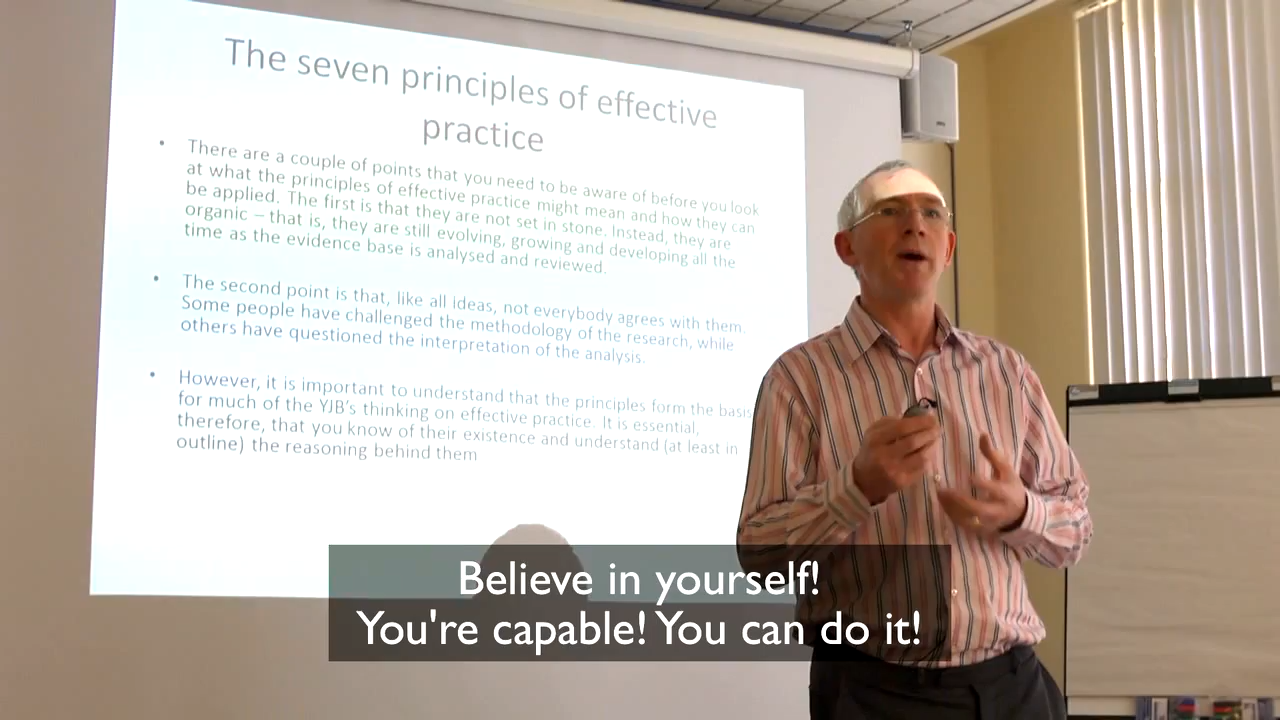 The seven principles of effective
practice
• There are a couple of points that you need to be aware of before you look
at what the principles of effective practice might mean and how they can
be applied. The first is that they are not set in stone. Instead, they are
organic – that is, they are still evolving, growing and developing all the
time as the evidence base is analysed and reviewed.
• The second point is that, like all ideas, not everybody agrees with them.
Some people have challenged the methodology of the research, while
others have questioned the interpretation of the analysis.
• However, it is important to understand that the principles form the basis
for much of the YJB's thinking on effective practice. It is essential,
therefore, that you know of their existence and understand (at least in
outline) the reasoning behind them
Believe in yourself!
You're capable! You can do it!